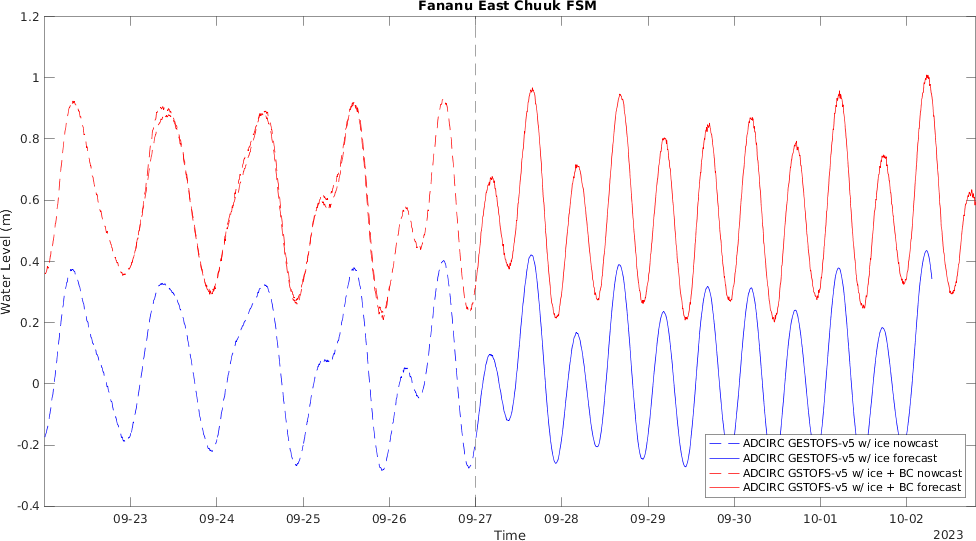 Fananu East Chuuk FSM
1.2
1
0.8
0.6
0.4
0.2
0
-0.2
-0.4
Water Level (m)
ADCIRC GESTOFS-v5 w/ ice nowcast
ADCIRC GESTOFS-v5 w/ ice forecast
ADCIRC GSTOFS-v5 w/ ice + BC nowcast
ADCIRC GSTOFS-v5 w/ ice + BC forecast
09-23 09-24 09-25 09-26 09-27 09-28 09-29 09-30 10-01 10-02
Time
2023